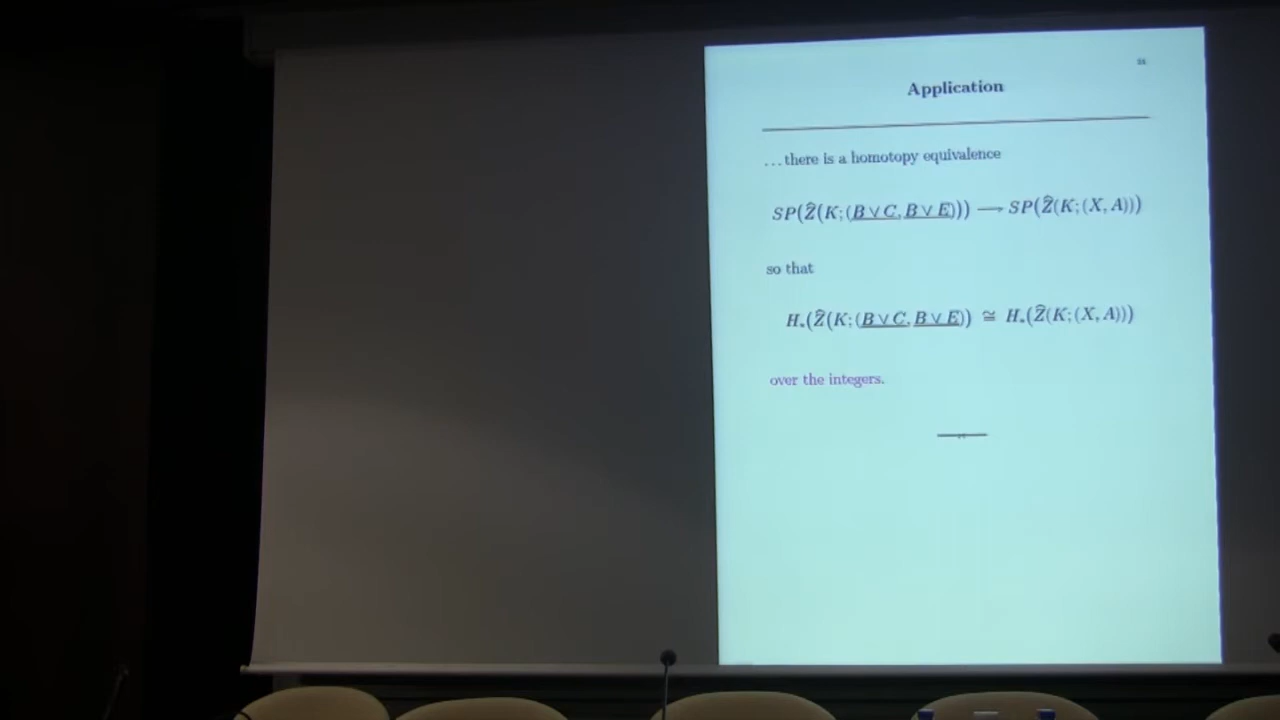 Application
...there is a homotopy equivalence
SP(Ẑ(K; (B ∨ C, B ∨ E))) ⟶ SP(Ẑ(K; (X, A)))
so that
H*(Ẑ(K; (B ∨ C, B ∨ E)) ≅ H*(Ẑ(K; (X, A)))
over the integers.